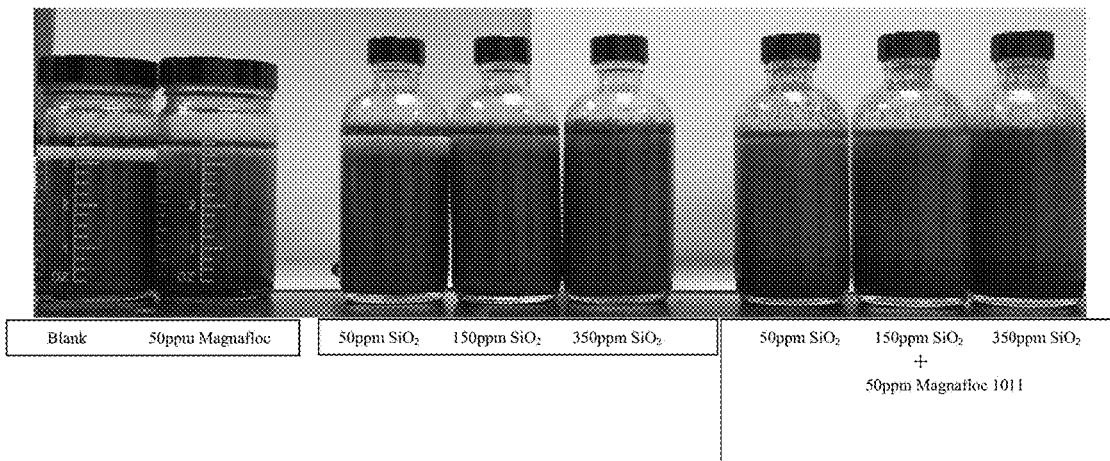 Blank 50ppm Magnafloc 50ppm SiO₂ 150ppm SiO₂ 350ppm SiO₂ 50ppm SiO₂ 150ppm SiO₂ 350ppm SiO₂
+
50ppm Magnafloc 1011